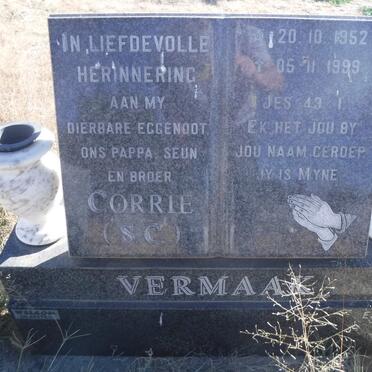 IN LIEFDEVOLLE
HERINNERING
AAN MY
DIERBARE EGGENOOT
ONS PAPPA, SEUN
EN BROER
CORRIE
(S.C.)
20. 10. 1952
05. 11. 1999
JES. 43:1.
EK HET JOU BY
JOU NAAM GEROEP
JY IS MYNE
VERMAAK